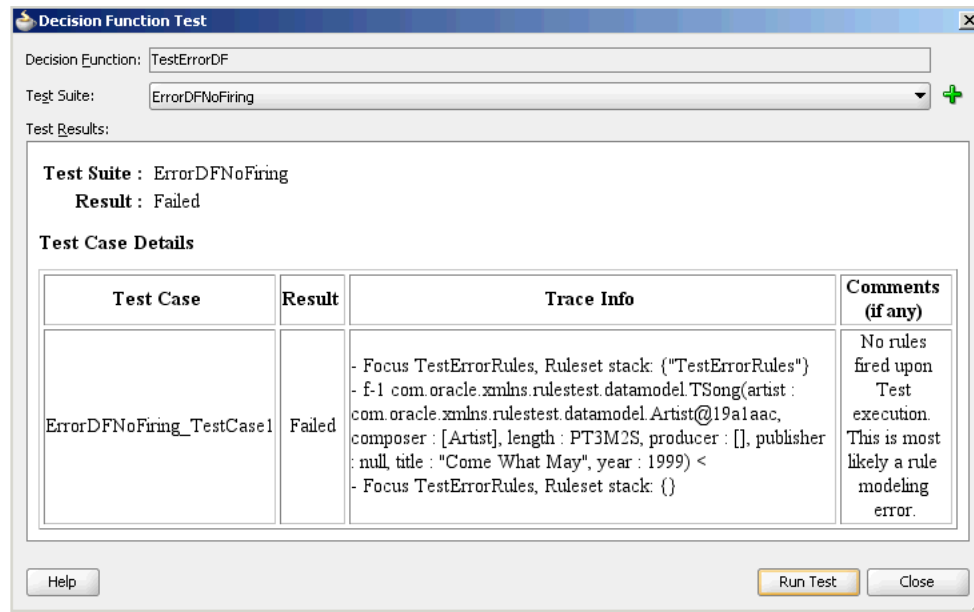 Decision Function Test
Decision Function: TestErrorDF
Test Suite: ErrorDFNoFiring
Test Results:
Test Suite : ErrorDFNoFiring
Result : Failed
Test Case Details
Test Case Result Trace Info Comments
(if any)
ErrorDFNoFiring_TestCase1 Failed
- Focus TestErrorRules, Ruleset stack: {"TestErrorRules"}
- f-1 com.oracle.xmlns.rulestest.datamodel.TSong(artist :
com.oracle.xmlns.rulestest.datamodel.Artist@19a1aac,
composer : [Artist], length : PT3M2S, producer : [], publisher
: null, title : "Come What May", year : 1999) <
- Focus TestErrorRules, Ruleset stack: {}
No rules
fired upon
Test
execution.
This is most
likely a rule
modeling
error.
Help Run Test Close